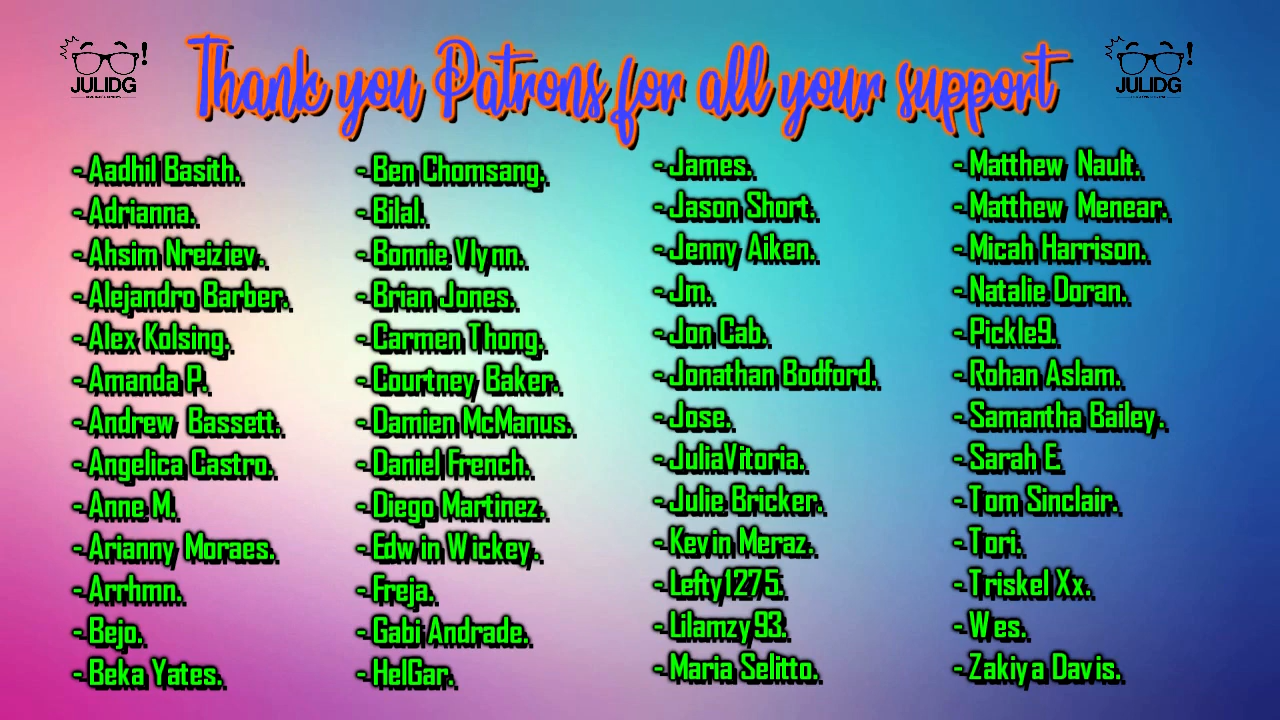 JULIDG
Thank you Patrons for all your support
JULIDG
- Aadhil Basith.
- Adrianna.
- Ahsim Nreiziev.
- Alejandro Barber.
- Alex Kolsing.
- Amanda P.
- Andrew Bassett.
- Angelica Castro.
- Anne M.
- Arianny Moraes.
- Arrhmn.
- Bejo.
- Beka Yates.
- Ben Chomsang.
- Bilal.
- Bonnie Vlynn.
- Brian Jones.
- Carmen Thong.
- Courtney Baker.
- Damien McManus.
- Daniel French.
- Diego Martinez.
- Edwin Wickey.
- Freja.
- Gabi Andrade.
- HelGar.
- James.
- Jason Short.
- Jenny Aiken.
- Jm.
- Jon Cab.
- Jonathan Bodford.
- Jose.
- JuliaVitoria.
- Julie Bricker.
- Kevin Meraz.
- Lefty1275.
- Lilamzy93.
- Maria Selitto.
- Matthew Nault.
- Matthew Menear.
- Micah Harrison.
- Natalie Doran.
- Pickle9.
- Rohan Aslam.
- Samantha Bailey.
- Sarah E.
- Tom Sinclair.
- Tori.
- Triskel Xx.
- Wes.
- Zakiya Davis.